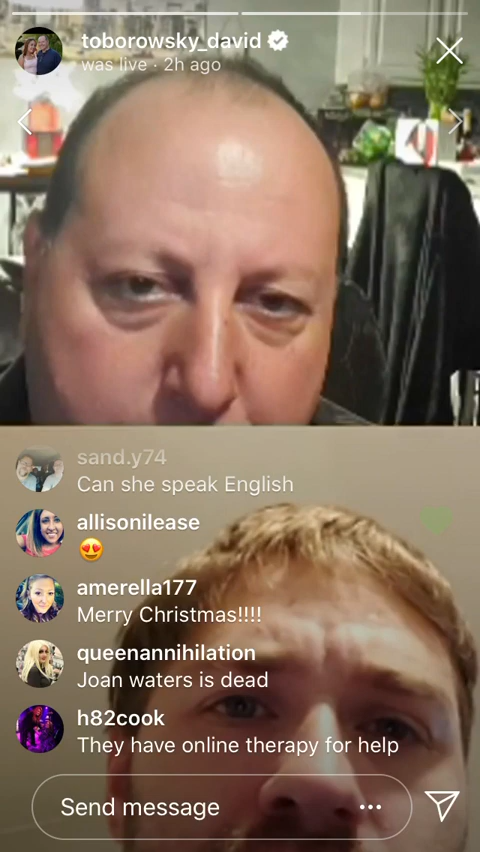 toborowsky_david
was live · 2h ago
sand.y74
Can she speak English
allisonilease
😍
amerella177
Merry Christmas!!!!
queenannihilation
Joan waters is dead
h82cook
They have online therapy for help
Send message